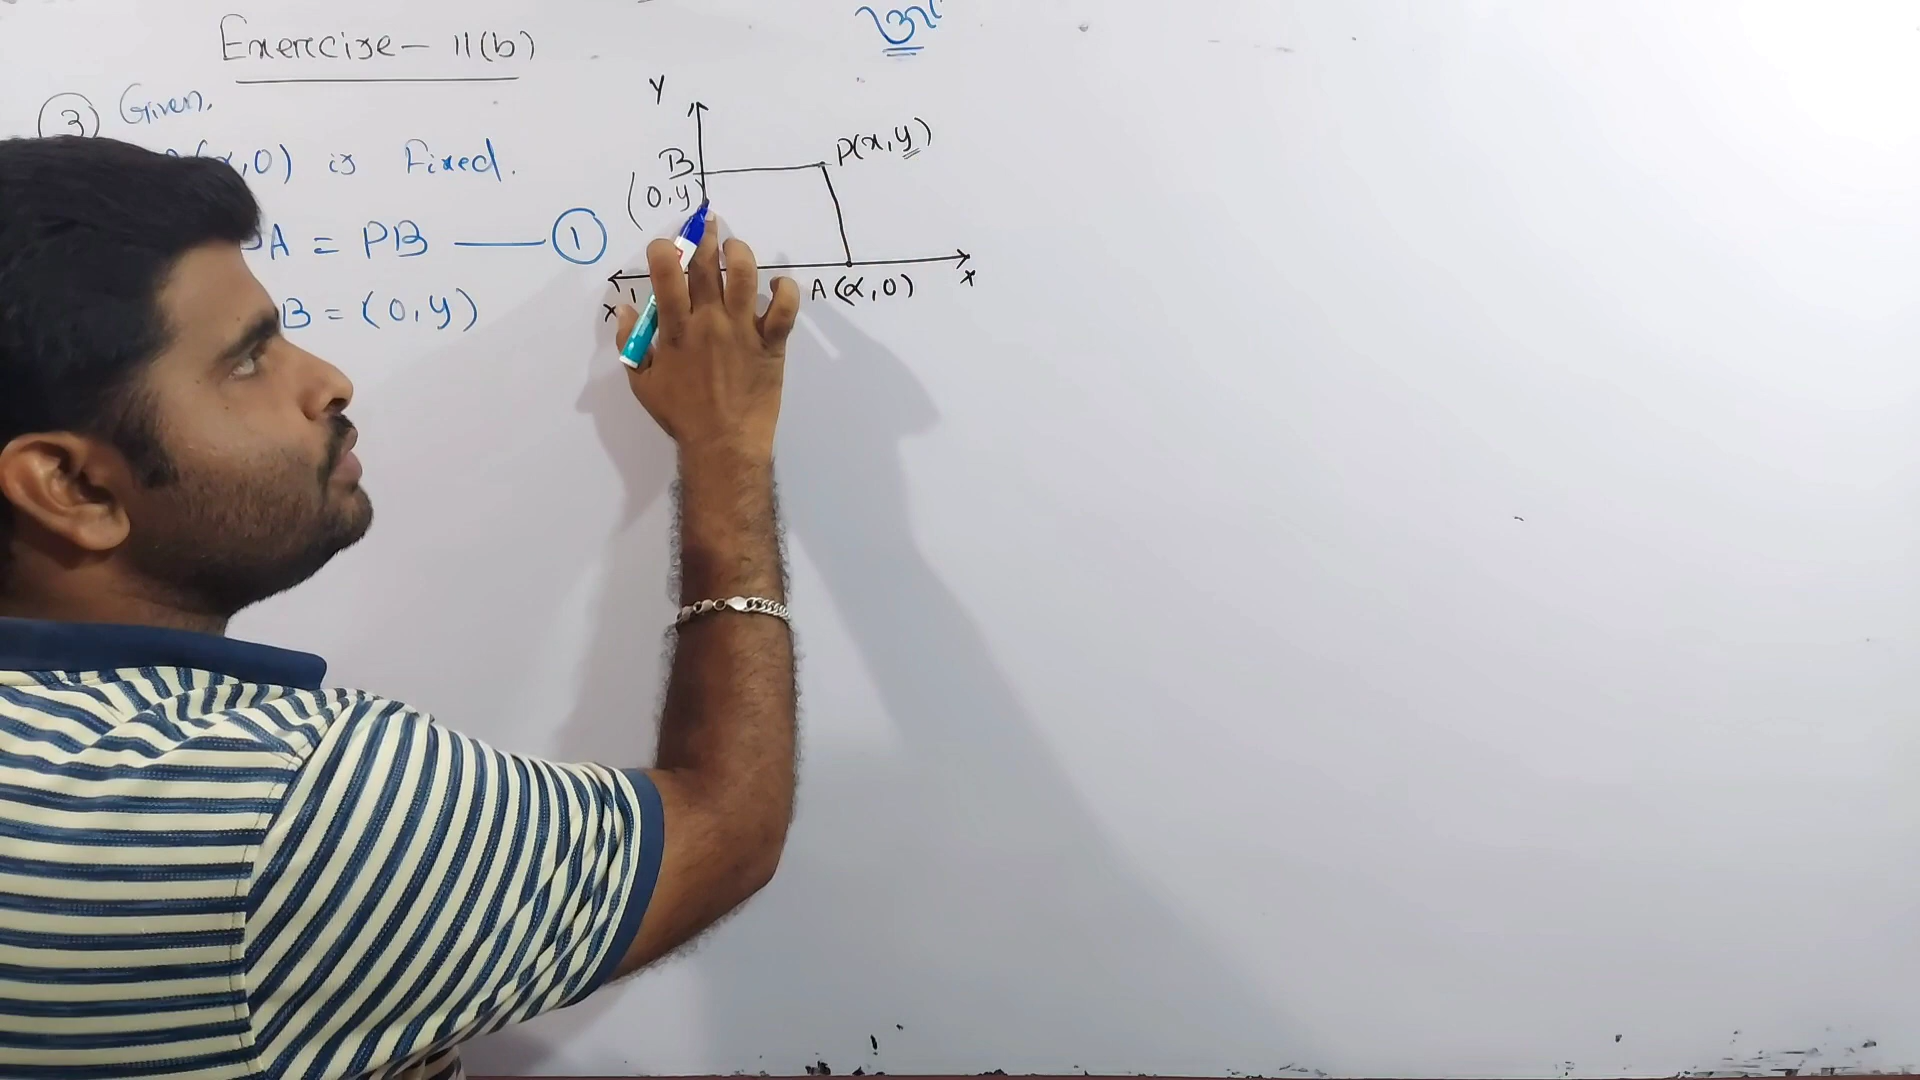 Exercise - 11(b)
3 Given,
(α,0) is Fixed.
A = PB —— 1
B = (0,y)
Y
B
(0,y)
P(x,y)
A(α,0)
x
x